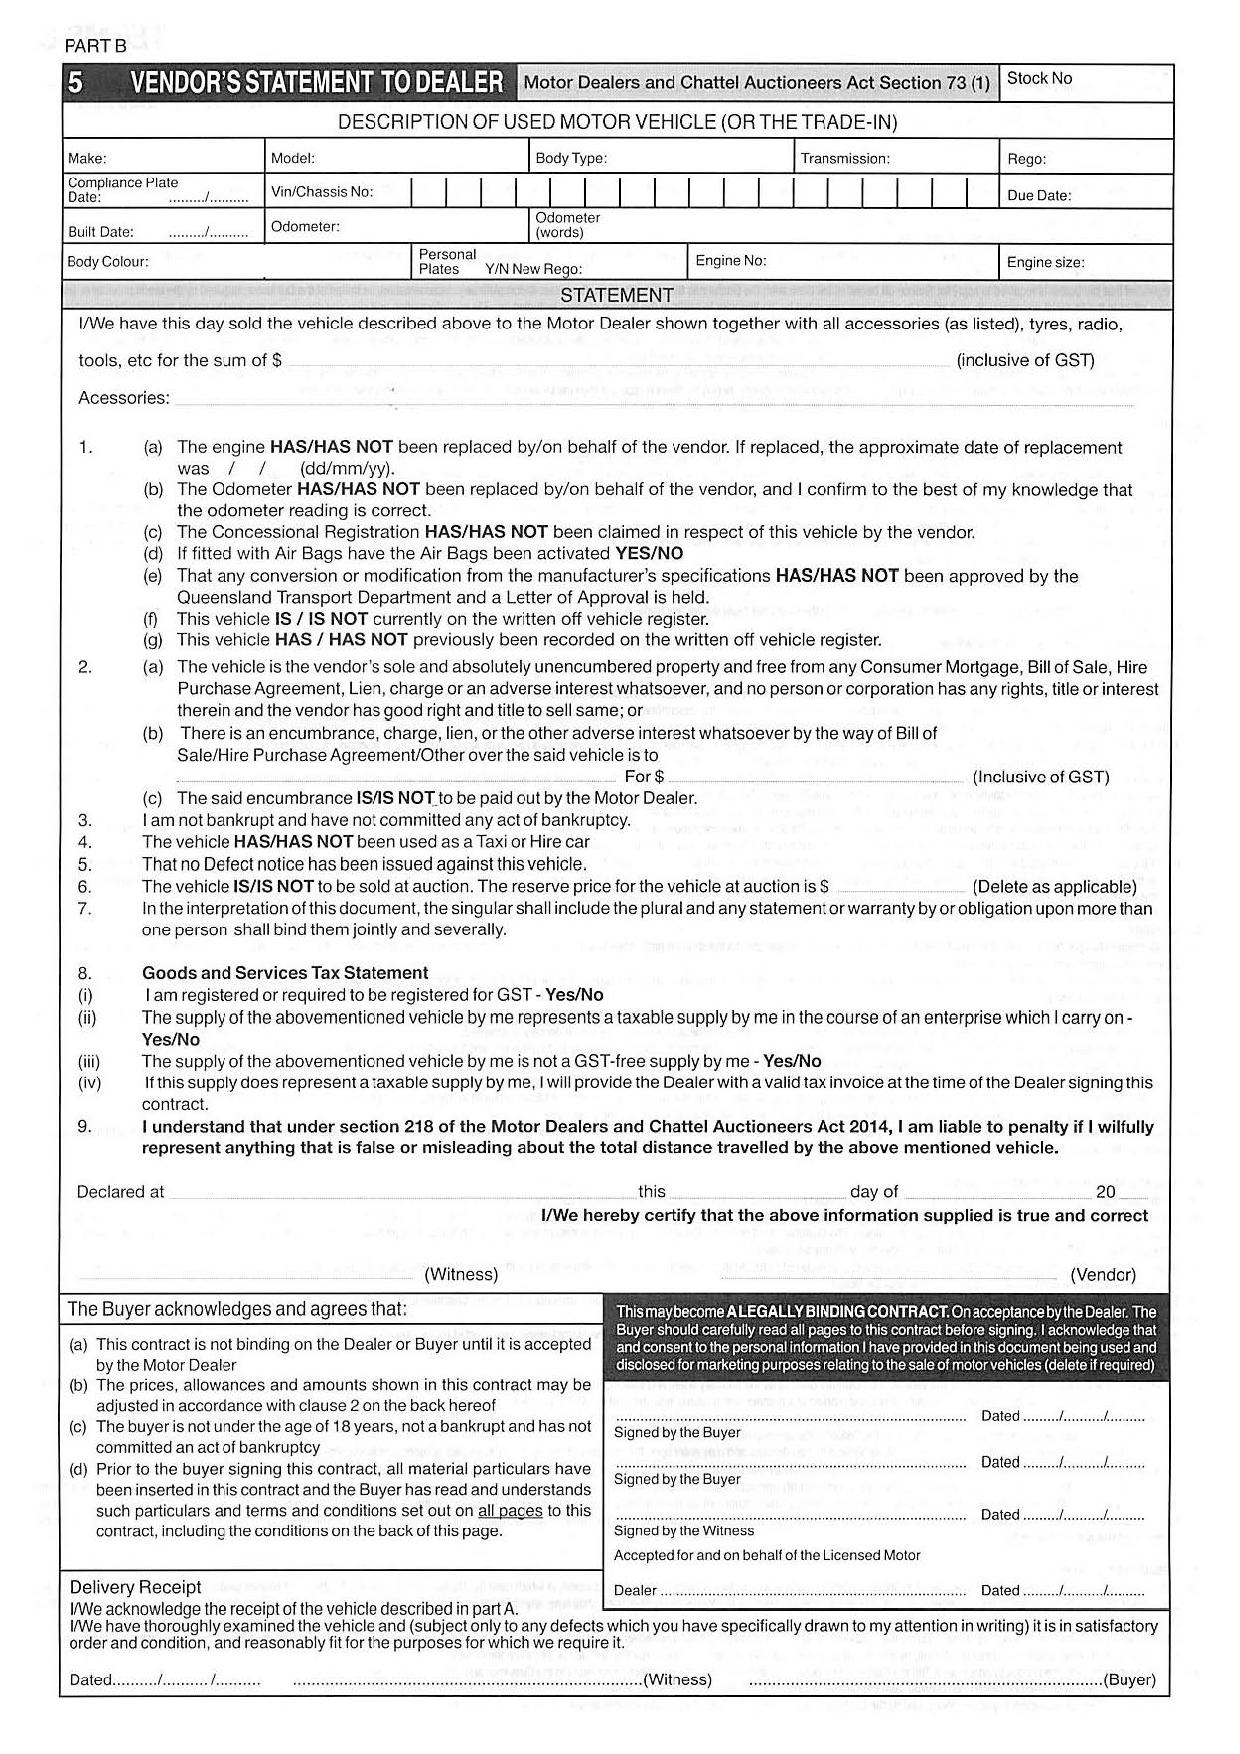 PART B
5 VENDOR'S STATEMENT TO DEALER Motor Dealers and Chattel Auctioneers Act Section 73 (1) Stock No
DESCRIPTION OF USED MOTOR VEHICLE (OR THE TRADE-IN)
Make: Model: Body Type: Transmission: Rego:
Compliance Plate
Date: ........./.......... Vin/Chassis No: Due Date:
Built Date: ........./.......... Odometer: Odometer
(words)
Body Colour: Personal
Plates Y/N New Rego: Engine No: Engine size:
STATEMENT
I/We have this day sold the vehicle described above to the Motor Dealer shown together with all accessories (as listed), tyres, radio,
tools, etc for the sum of $ (inclusive of GST)
Acessories:
1. (a) The engine HAS/HAS NOT been replaced by/on behalf of the vendor. If replaced, the approximate date of replacement
was / / (dd/mm/yy).
(b) The Odometer HAS/HAS NOT been replaced by/on behalf of the vendor, and I confirm to the best of my knowledge that
the odometer reading is correct.
(c) The Concessional Registration HAS/HAS NOT been claimed in respect of this vehicle by the vendor.
(d) If fitted with Air Bags have the Air Bags been activated YES/NO
(e) That any conversion or modification from the manufacturer's specifications HAS/HAS NOT been approved by the
Queensland Transport Department and a Letter of Approval is held.
(f) This vehicle IS / IS NOT currently on the written off vehicle register.
(g) This vehicle HAS / HAS NOT previously been recorded on the written off vehicle register.
2. (a) The vehicle is the vendor's sole and absolutely unencumbered property and free from any Consumer Mortgage, Bill of Sale, Hire
Purchase Agreement, Lien, charge or an adverse interest whatsoever, and no person or corporation has any rights, title or interest
therein and the vendor has good right and title to sell same; or
(b) There is an encumbrance, charge, lien, or the other adverse interest whatsoever by the way of Bill of
Sale/Hire Purchase Agreement/Other over the said vehicle is to
For $ (Inclusive of GST)
(c) The said encumbrance IS/IS NOT to be paid out by the Motor Dealer.
3. I am not bankrupt and have not committed any act of bankruptcy.
4. The vehicle HAS/HAS NOT been used as a Taxi or Hire car
5. That no Defect notice has been issued against this vehicle.
6. The vehicle IS/IS NOT to be sold at auction. The reserve price for the vehicle at auction is $ (Delete as applicable)
7. In the interpretation of this document, the singular shall include the plural and any statement or warranty by or obligation upon more than
one person shall bind them jointly and severally.
8. Goods and Services Tax Statement
(i) I am registered or required to be registered for GST - Yes/No
(ii) The supply of the abovementioned vehicle by me represents a taxable supply by me in the course of an enterprise which I carry on -
Yes/No
(iii) The supply of the abovementioned vehicle by me is not a GST-free supply by me - Yes/No
(iv) If this supply does represent a taxable supply by me, I will provide the Dealer with a valid tax invoice at the time of the Dealer signing this
contract.
9. I understand that under section 218 of the Motor Dealers and Chattel Auctioneers Act 2014, I am liable to penalty if I wilfully
represent anything that is false or misleading about the total distance travelled by the above mentioned vehicle.
Declared at this day of 20
I/We hereby certify that the above information supplied is true and correct
(Witness) (Vendor)
The Buyer acknowledges and agrees that:
(a) This contract is not binding on the Dealer or Buyer until it is accepted
by the Motor Dealer
(b) The prices, allowances and amounts shown in this contract may be
adjusted in accordance with clause 2 on the back hereof
(c) The buyer is not under the age of 18 years, not a bankrupt and has not
committed an act of bankruptcy
(d) Prior to the buyer signing this contract, all material particulars have
been inserted in this contract and the Buyer has read and understands
such particulars and terms and conditions set out on all pages to this
contract, including the conditions on the back of this page.
This may become A LEGALLY BINDING CONTRACT. On acceptance by the Dealer. The
Buyer should carefully read all pages to this contract before signing. I acknowledge that
and consent to the personal information I have provided in this document being used and
disclosed for marketing purposes relating to the sale of motor vehicles (delete if required)
Dated ......../........./.........
Signed by the Buyer
Dated ......../........./.........
Signed by the Buyer
Dated ......../........./.........
Signed by the Witness
Accepted for and on behalf of the Licensed Motor
Dealer Dated ......../........./.........
Delivery Receipt
I/We acknowledge the receipt of the vehicle described in part A.
I/We have thoroughly examined the vehicle and (subject only to any defects which you have specifically drawn to my attention in writing) it is in satisfactory
order and condition, and reasonably fit for the purposes for which we require it.
Dated........../........../.......... (Witness) (Buyer)